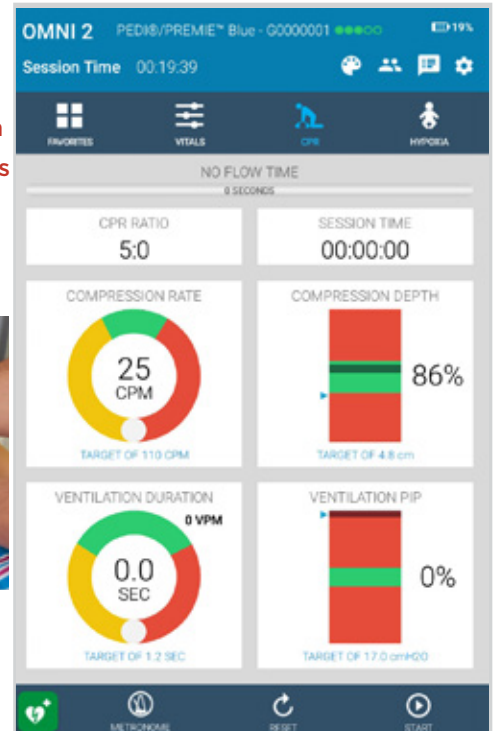 OMNI 2 PEDI®/PREMIE™ Blue - G0000001 19%
Session Time 00:19:39
FAVORITES VITALS CPR HYPOXIA
s
NO FLOW TIME
0 SECONDS
CPR RATIO SESSION TIME
5:0 00:00:00
COMPRESSION RATE COMPRESSION DEPTH
25
CPM
86%
TARGET OF 110 CPM TARGET OF 4.8 cm
VENTILATION DURATION VENTILATION PIP
0 VPM
0.0
SEC
0%
TARGET OF 1.2 SEC TARGET OF 17.0 cmH20
METRONOME RESET START